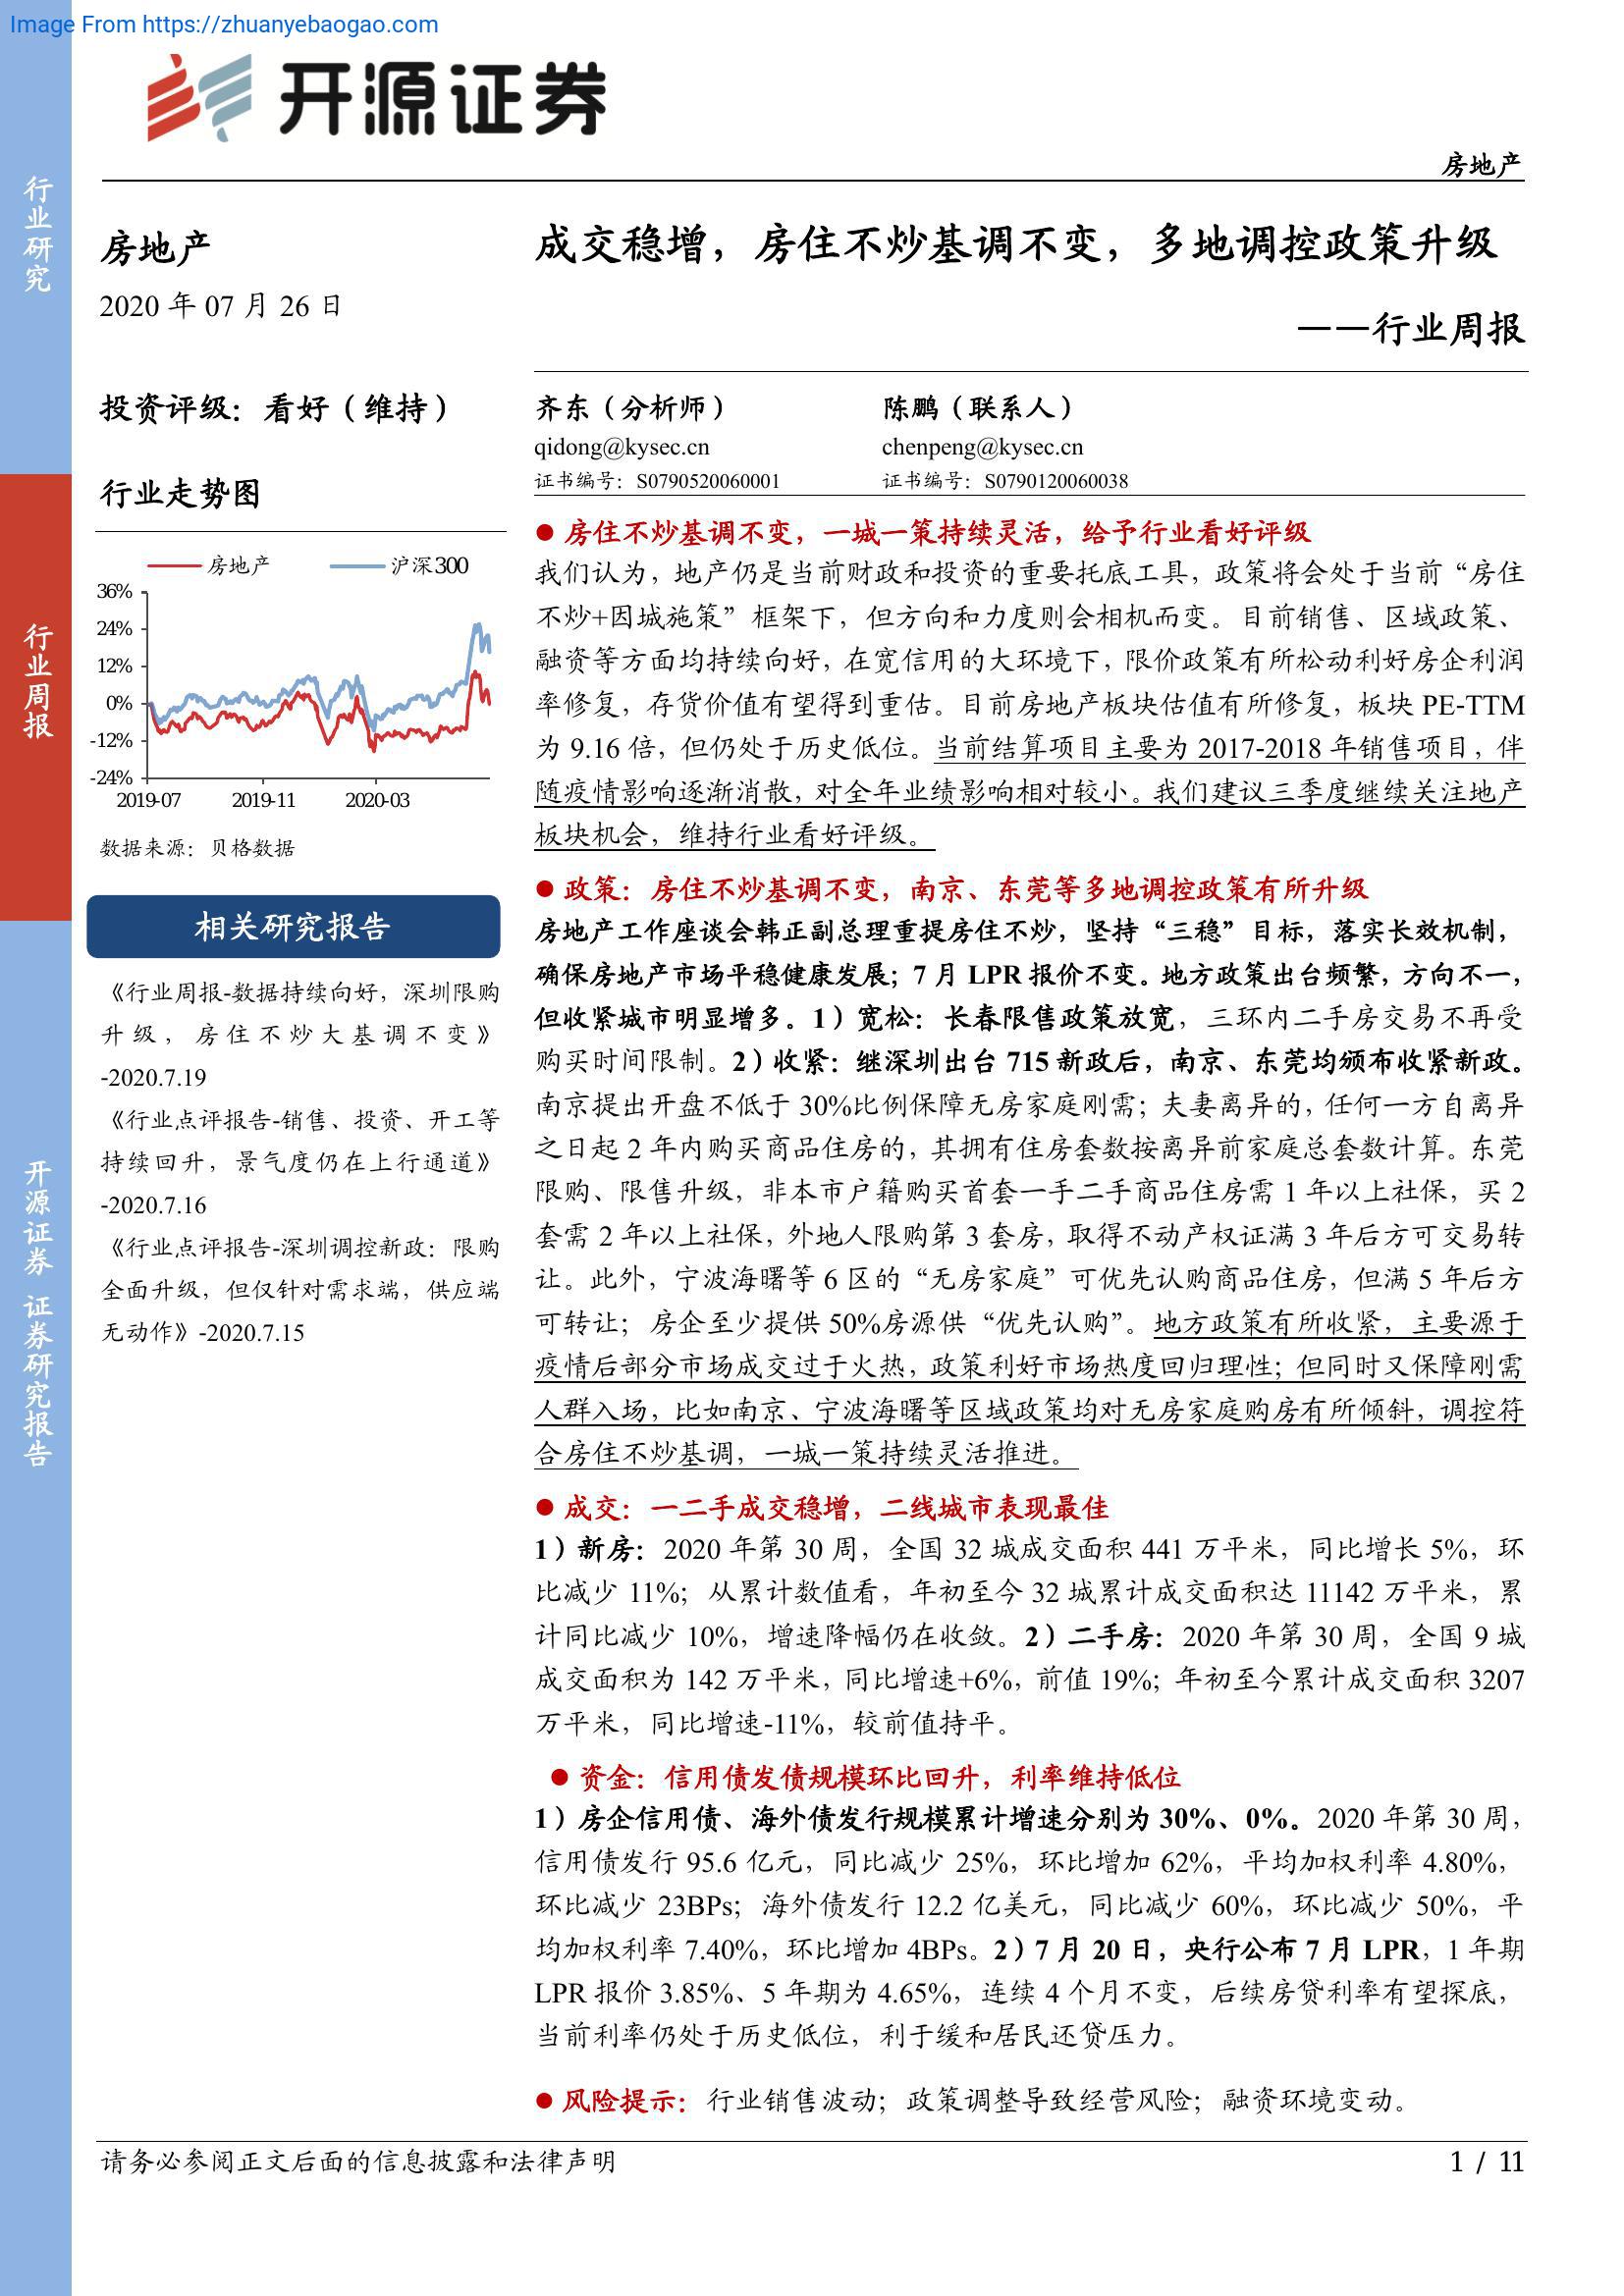 Image From https://zhuanyebaogao.com
开源证券
房地产
行业研究
行业周报
开源证券 证券研究报告
房地产
2020 年 07 月 26 日
投资评级：看好（维持）
行业走势图
房地产 沪深300
36%
24%
12%
0%
-12%
-24%
2019-07 2019-11 2020-03
数据来源：贝格数据
相关研究报告
《行业周报-数据持续向好，深圳限购
升级，房住不炒大基调不变》
-2020.7.19
《行业点评报告-销售、投资、开工等
持续回升，景气度仍在上行通道》
-2020.7.16
《行业点评报告-深圳调控新政：限购
全面升级，但仅针对需求端，供应端
无动作》-2020.7.15
成交稳增，房住不炒基调不变，多地调控政策升级
——行业周报
齐东（分析师） 陈鹏（联系人）
qidong@kysec.cn chenpeng@kysec.cn
证书编号：S0790520060001 证书编号：S0790120060038
● 房住不炒基调不变，一城一策持续灵活，给予行业看好评级
我们认为，地产仍是当前财政和投资的重要托底工具，政策将会处于当前“房住
不炒+因城施策”框架下，但方向和力度则会相机而变。目前销售、区域政策、
融资等方面均持续向好，在宽信用的大环境下，限价政策有所松动利好房企利润
率修复，存货价值有望得到重估。目前房地产板块估值有所修复，板块 PE-TTM
为 9.16 倍，但仍处于历史低位。当前结算项目主要为 2017-2018 年销售项目，伴
随疫情影响逐渐消散，对全年业绩影响相对较小。我们建议三季度继续关注地产
板块机会，维持行业看好评级。
● 政策：房住不炒基调不变，南京、东莞等多地调控政策有所升级
房地产工作座谈会韩正副总理重提房住不炒，坚持“三稳”目标，落实长效机制，
确保房地产市场平稳健康发展；7 月 LPR 报价不变。地方政策出台频繁，方向不一，
但收紧城市明显增多。1）宽松：长春限售政策放宽，三环内二手房交易不再受
购买时间限制。2）收紧：继深圳出台 715 新政后，南京、东莞均颁布收紧新政。
南京提出开盘不低于 30%比例保障无房家庭刚需；夫妻离异的，任何一方自离异
之日起 2 年内购买商品住房的，其拥有住房套数按离异前家庭总套数计算。东莞
限购、限售升级，非本市户籍购买首套一手二手商品住房需 1 年以上社保，买 2
套需 2 年以上社保，外地人限购第 3 套房，取得不动产权证满 3 年后方可交易转
让。此外，宁波海曙等 6 区的“无房家庭”可优先认购商品住房，但满 5 年后方
可转让；房企至少提供 50%房源供“优先认购”。地方政策有所收紧，主要源于
疫情后部分市场成交过于火热，政策利好市场热度回归理性；但同时又保障刚需
人群入场，比如南京、宁波海曙等区域政策均对无房家庭购房有所倾斜，调控符
合房住不炒基调，一城一策持续灵活推进。
● 成交：一二手成交稳增，二线城市表现最佳
1）新房：2020 年第 30 周，全国 32 城成交面积 441 万平米，同比增长 5%，环
比减少 11%；从累计数值看，年初至今 32 城累计成交面积达 11142 万平米，累
计同比减少 10%，增速降幅仍在收敛。2）二手房：2020 年第 30 周，全国 9 城
成交面积为 142 万平米，同比增速+6%，前值 19%；年初至今累计成交面积 3207
万平米，同比增速-11%，较前值持平。
● 资金：信用债发债规模环比回升，利率维持低位
1）房企信用债、海外债发行规模累计增速分别为 30%、0%。2020 年第 30 周，
信用债发行 95.6 亿元，同比减少 25%，环比增加 62%，平均加权利率 4.80%，
环比减少 23BPs；海外债发行 12.2 亿美元，同比减少 60%，环比减少 50%，平
均加权利率 7.40%，环比增加 4BPs。2）7 月 20 日，央行公布 7 月 LPR，1 年期
LPR 报价 3.85%、5 年期为 4.65%，连续 4 个月不变，后续房贷利率有望探底，
当前利率仍处于历史低位，利于缓和居民还贷压力。
● 风险提示：行业销售波动；政策调整导致经营风险；融资环境变动。
请务必参阅正文后面的信息披露和法律声明 1 / 11